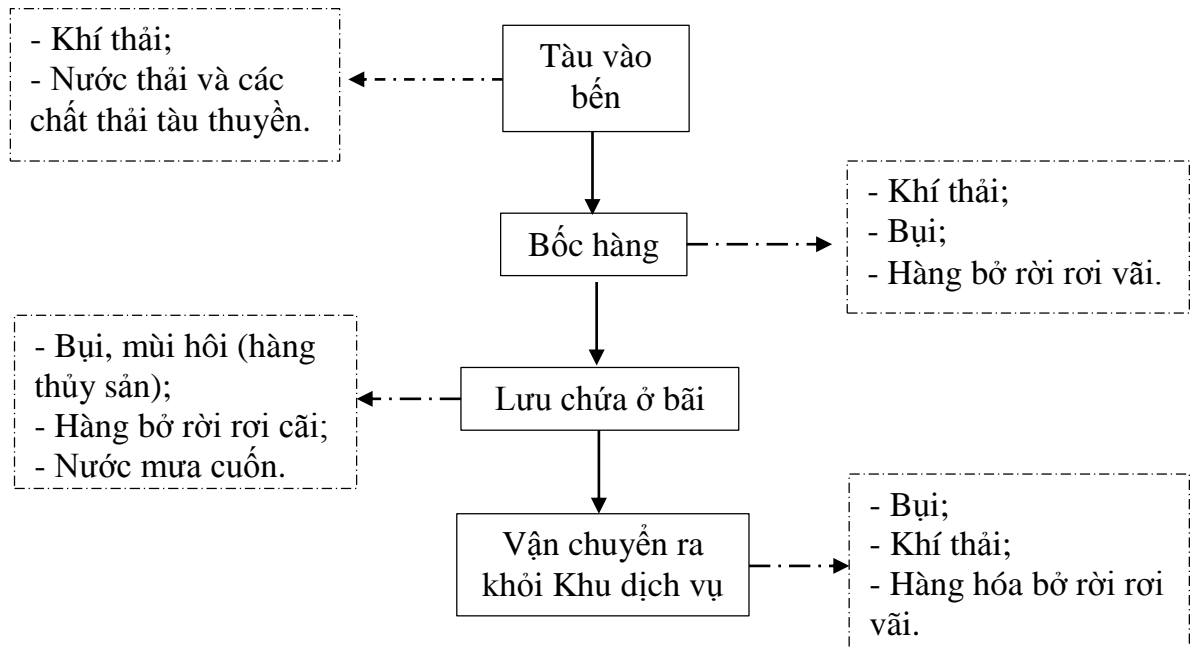 - Khí thải;
- Nước thải và các
chất thải tàu thuyền.
Tàu vào
bến
- Khí thải;
- Bụi;
- Hàng bở rời rơi vãi.
Bốc hàng
- Bụi, mùi hôi (hàng
thủy sản);
- Hàng bở rời rơi cãi;
- Nước mưa cuốn.
Lưu chứa ở bãi
Vận chuyển ra
khỏi Khu dịch vụ
- Bụi;
- Khí thải;
- Hàng hóa bở rời rơi
vãi.